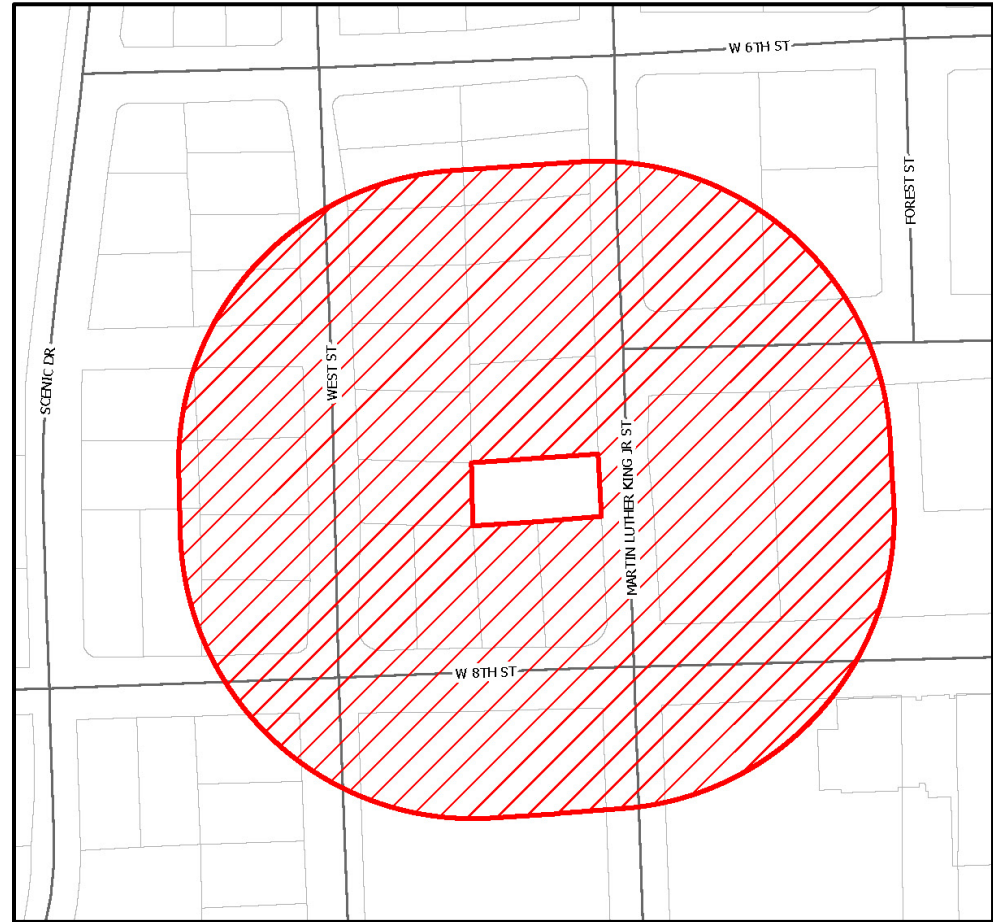 W 6TH ST
FOREST ST
SCENIC DR
WEST ST
MARTIN LUTHER KING JR ST
W 8TH ST